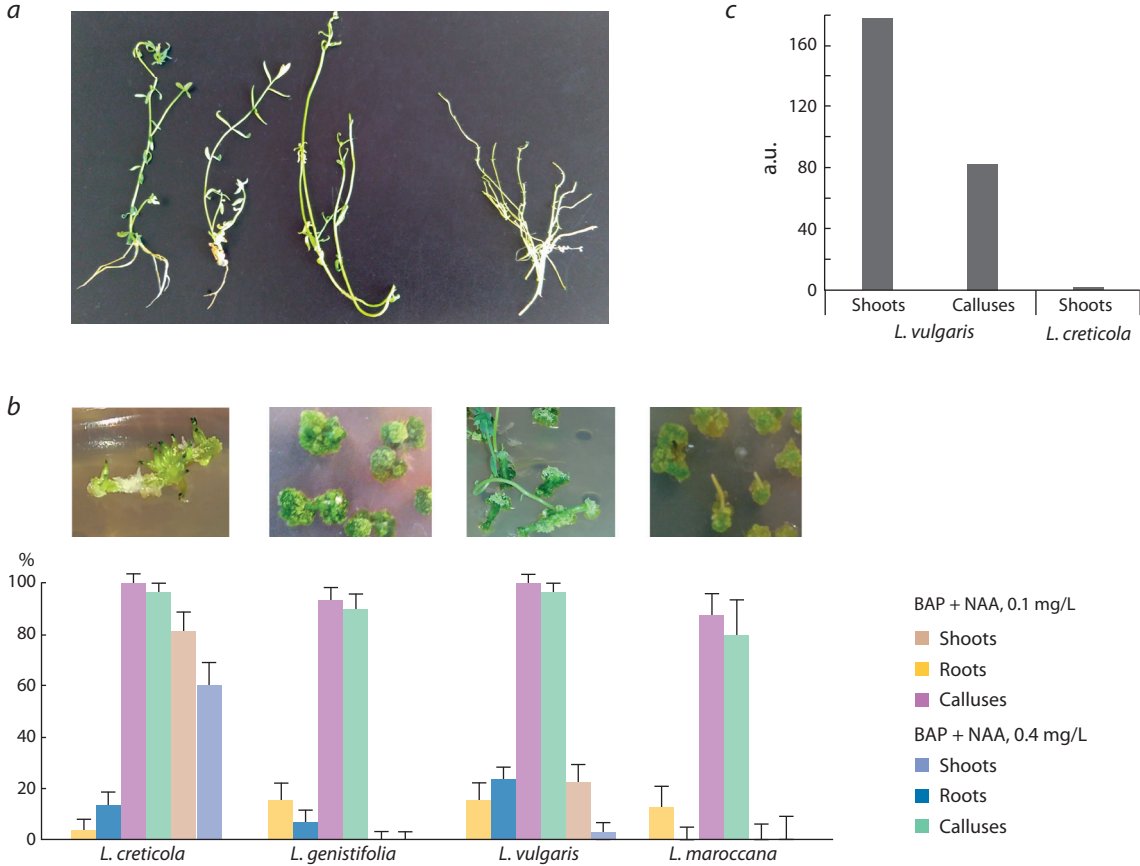 a
c
160
120
80
40
0
a.u.
Shoots
Calluses
Shoots
L. vulgaris
L. creticola
b
%
100
80
60
40
20
0
L. creticola
L. genistifolia
L. vulgaris
L. maroccana
BAP + NAA, 0.1 mg/L
Shoots
Roots
Calluses
BAP + NAA, 0.4 mg/L
Shoots
Roots
Calluses